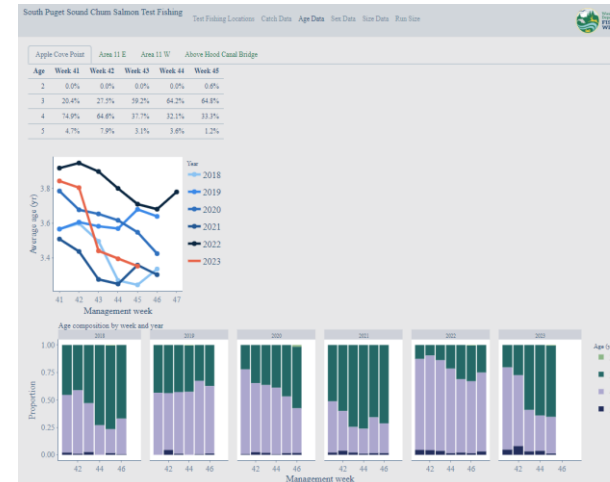 South Puget Sound Chum Salmon Test Fishing
Test Fishing Locations Catch Data Age Data Sex Data Size Data Run Size
Apple Cove Point Area 11 E Area 11 W Above Hood Canal Bridge
Age Week 41 Week 42 Week 43 Week 44 Week 45
2 0.0% 0.0% 0.0% 0.0% 0.6%
3 20.4% 27.5% 59.2% 64.2% 64.8%
4 74.9% 64.6% 37.7% 32.1% 33.3%
5 4.7% 7.9% 3.1% 3.6% 1.2%
Year
2018
2019
2020
2021
2022
2023
Average age (yr)
3.8
3.6
3.4
41 42 43 44 45 46 47
Management week
Age composition by week and year
2018 2019 2020 2021 2022 2023
Age (y
Proportion
1.00
0.75
0.50
0.25
0.00
42 44 46 42 44 46 42 44 46 42 44 46 42 44 46 42 44 46
Management week